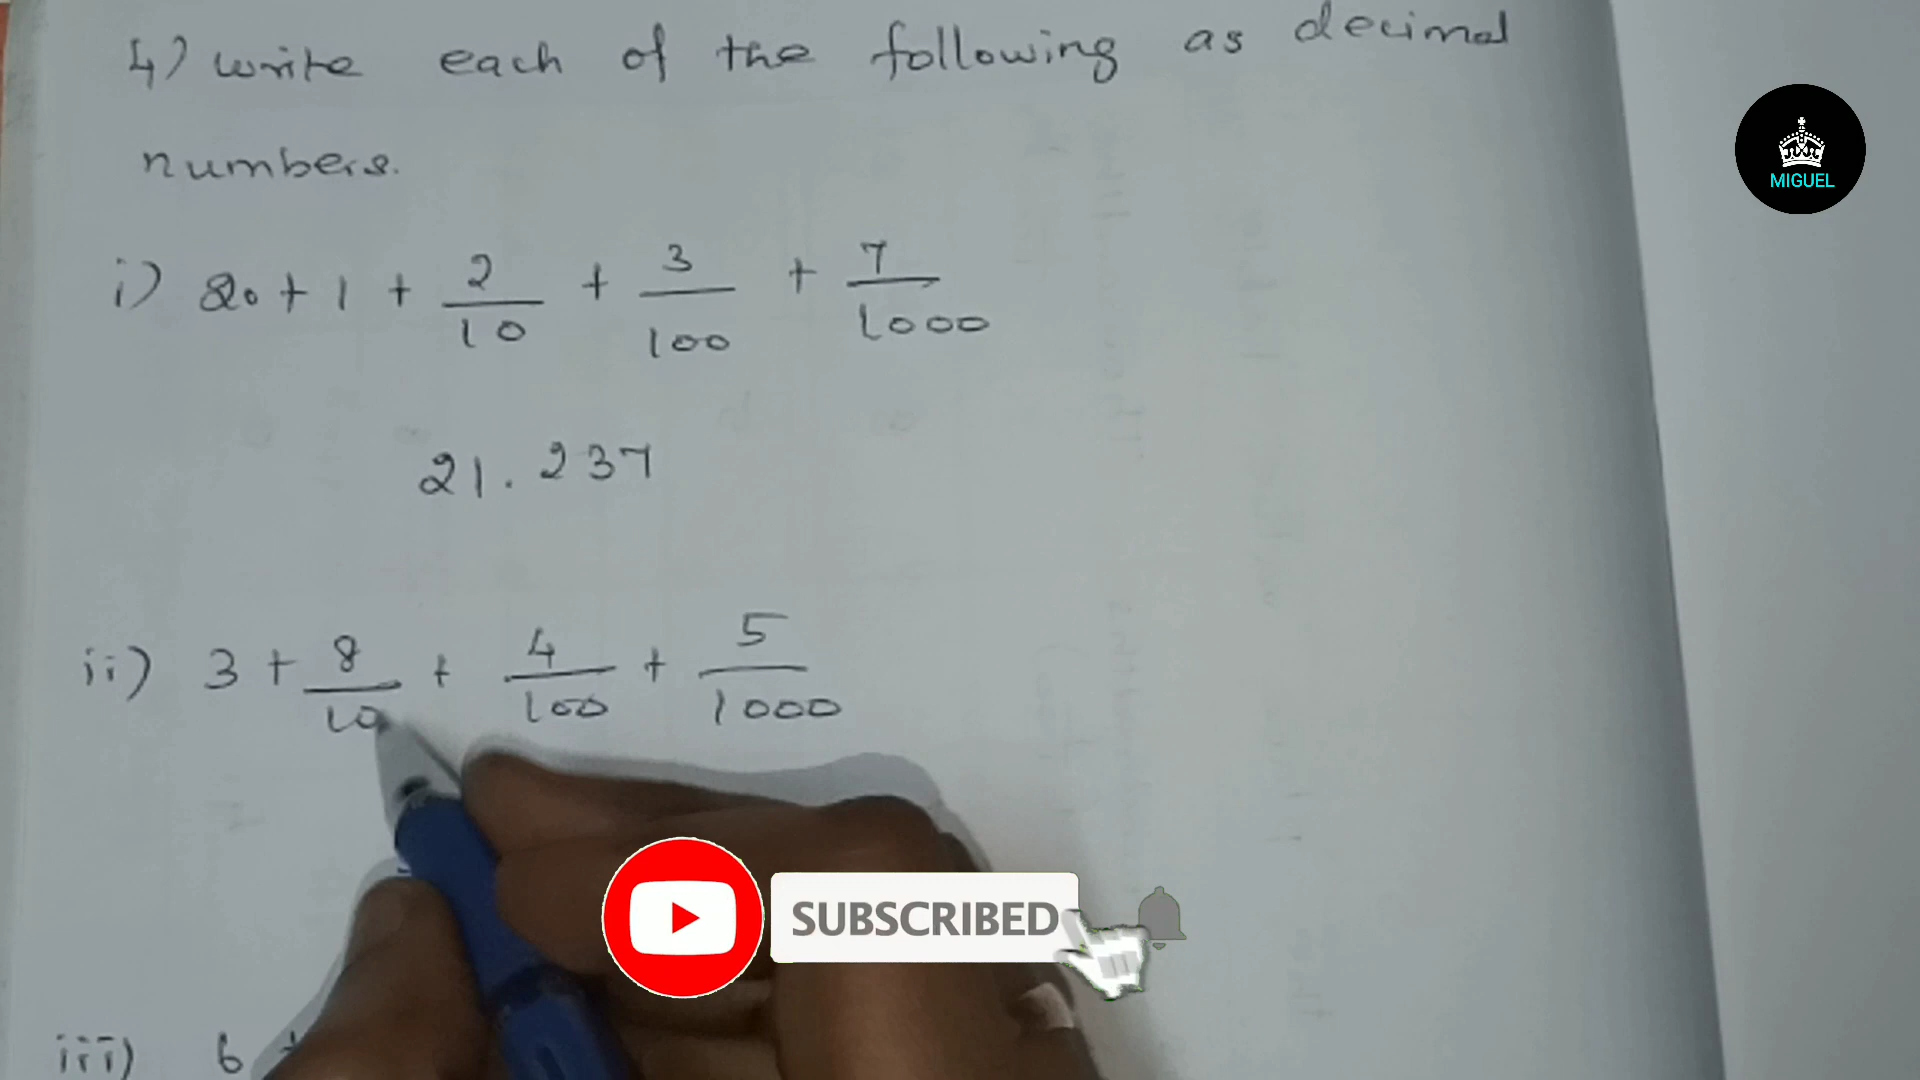 4) write each of the following as decimal
MIGUEL
numbers.
i) 20 + 1 + 2/10 + 3/100 + 7/1000
21.237
ii) 3 + 8/10 + 4/100 + 5/1000
SUBSCRIBED
iii) 6 +